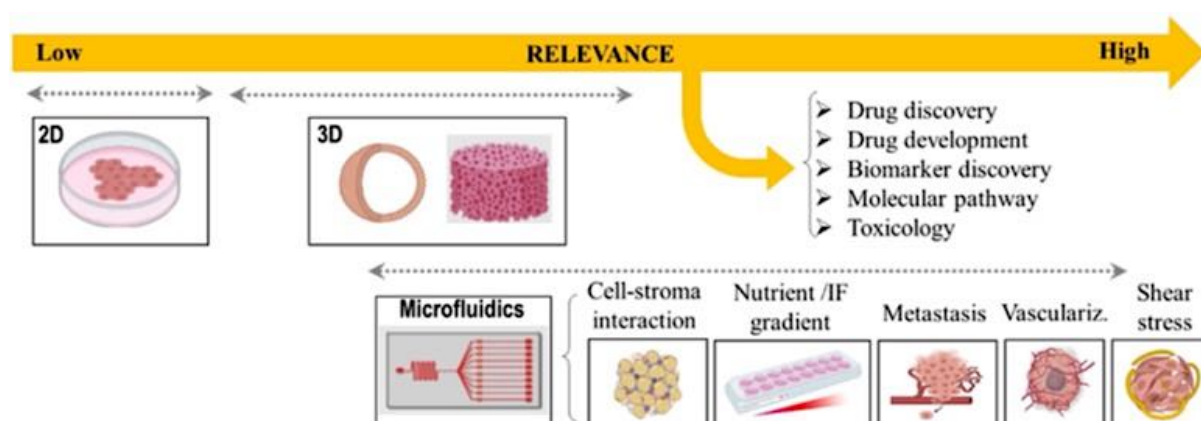 Low
RELEVANCE
High
2D
3D
➢ Drug discovery
➢ Drug development
➢ Biomarker discovery
➢ Molecular pathway
➢ Toxicology
Microfluidics
Cell-stroma
interaction
Nutrient /IF
gradient
Metastasis
Vasculariz.
Shear
stress